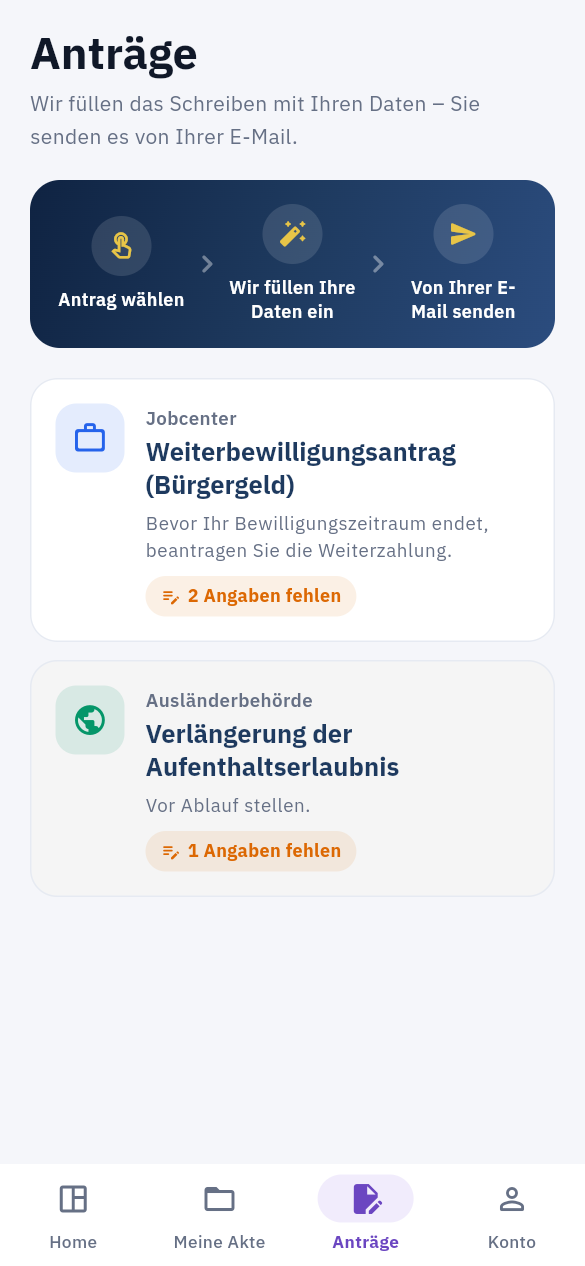 Anträge
Wir füllen das Schreiben mit Ihren Daten – Sie
senden es von Ihrer E-Mail.
Antrag wählen
Wir füllen Ihre
Daten ein
Von Ihrer E-
Mail senden
Jobcenter
Weiterbewilligungsantrag
(Bürgergeld)
Bevor Ihr Bewilligungszeitraum endet,
beantragen Sie die Weiterzahlung.
2 Angaben fehlen
Ausländerbehörde
Verlängerung der
Aufenthaltserlaubnis
Vor Ablauf stellen.
1 Angaben fehlen
Home
Meine Akte
Anträge
Konto